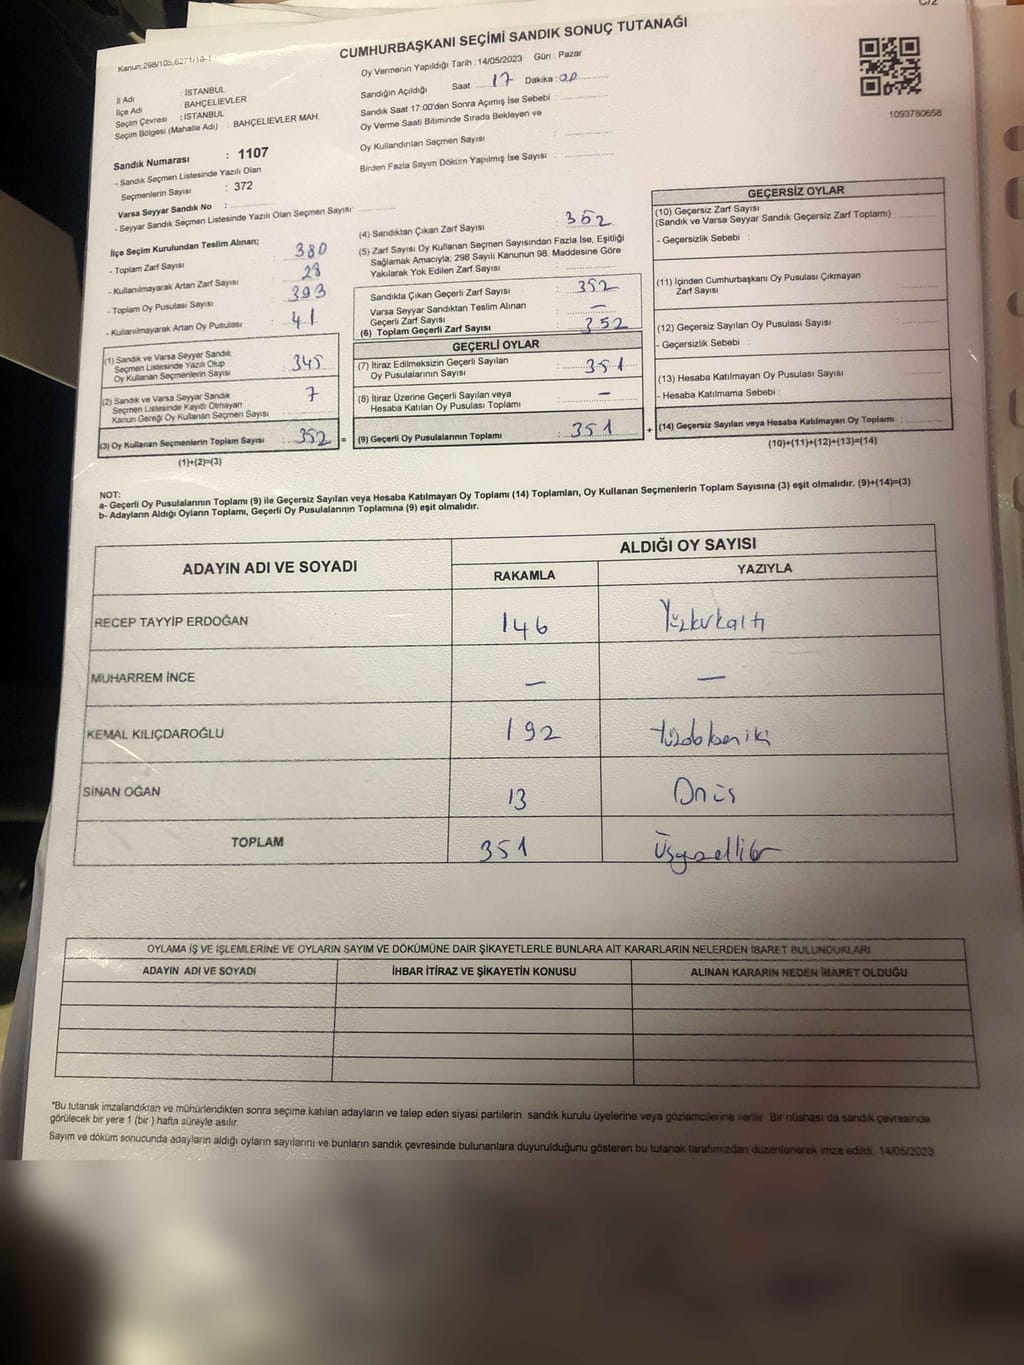 C/2
CUMHURBAŞKANI SEÇİMİ SANDIK SONUÇ TUTANAĞI
Kanun;298/105,6271/18-1
İl Adı : İSTANBUL
İlçe Adı : BAHÇELİEVLER
Seçim Çevresi : İSTANBUL
Seçim Bölgesi (Mahalle Adı) : BAHÇELİEVLER MAH.
Sandık Numarası : 1107
- Sandık Seçmen Listesinde Yazılı Olan
Seçmenlerin Sayısı : 372
Varsa Seyyar Sandık No :
- Seyyar Sandık Seçmen Listesinde Yazılı Olan Seçmen Sayısı:
Oy Vermenin Yapıldığı Tarih : 14/05/2023 Gün : Pazar
Sandığın Açıldığı Saat 17 Dakika : 00
Sandık Saat 17:00'den Sonra Açımış İse Sebebi :
Oy Verme Saati Bitiminde Sırada Bekleyen ve
Oy Kullandırılan Seçmen Sayısı :
Birden Fazla Sayım Döküm Yapılmış İse Sayısı :
1093780658
İlçe Seçim Kurulundan Teslim Alınan;
- Toplam Zarf Sayısı : 380
- Kullanılmayarak Artan Zarf Sayısı : 28
- Toplam Oy Pusulası Sayısı : 393
- Kullanılmayarak Artan Oy Pusulası : 41
(1) Sandık ve Varsa Seyyar Sandık
Seçmen Listesinde Yazılı Olup
Oy Kullanan Seçmenlerin Sayısı : 345
(2) Sandık ve Varsa Seyyar Sandık
Seçmen Listesinde Kayıtlı Olmayan
Kanun Gereği Oy Kullanan Seçmen Sayısı : 7
(3) Oy Kullanan Seçmenlerin Toplam Sayısı : 352 =
(1)+(2)=(3)
(4) Sandıktan Çıkan Zarf Sayısı : 352
(5) Zarf Sayısı Oy Kullanan Seçmen Sayısından Fazla İse, Eşitliği
Sağlamak Amacıyla; 298 Sayılı Kanunun 98. Maddesine Göre
Yakılarak Yok Edilen Zarf Sayısı :
Sandıkta Çıkan Geçerli Zarf Sayısı : 352
Varsa Seyyar Sandıktan Teslim Alınan
Geçerli Zarf Sayısı : —
(6) Toplam Geçerli Zarf Sayısı : 352
GEÇERLİ OYLAR
(7) İtiraz Edilmeksizin Geçerli Sayılan
Oy Pusulalarının Sayısı : 351
(8) İtiraz Üzerine Geçerli Sayılan veya
Hesaba Katılan Oy Pusulası Toplamı : —
(9) Geçerli Oy Pusulalarının Toplamı : 351 +
GEÇERSİZ OYLAR
(10) Geçersiz Zarf Sayısı
(Sandık ve Varsa Seyyar Sandık Geçersiz Zarf Toplamı) :
- Geçersizlik Sebebi :
(11) İçinden Cumhurbaşkanı Oy Pusulası Çıkmayan
Zarf Sayısı :
(12) Geçersiz Sayılan Oy Pusulası Sayısı :
- Geçersizlik Sebebi :
(13) Hesaba Katılmayan Oy Pusulası Sayısı :
- Hesaba Katılmama Sebebi :
(14) Geçersiz Sayılan veya Hesaba Katılmayan Oy Toplamı :
(10)+(11)+(12)+(13)=(14)
NOT:
a- Geçerli Oy Pusulalarının Toplamı (9) ile Geçersiz Sayılan veya Hesaba Katılmayan Oy Toplamı (14) Toplamları, Oy Kullanan Seçmenlerin Toplam Sayısına (3) eşit olmalıdır. (9)+(14)=(3)
b- Adayların Aldığı Oyların Toplamı, Geçerli Oy Pusulalarının Toplamına (9) eşit olmalıdır.
ADAYIN ADI VE SOYADI ALDIĞI OY SAYISI
RAKAMLA YAZIYLA
RECEP TAYYİP ERDOĞAN 146 Yüzkırkaltı
MUHARREM İNCE — —
KEMAL KILIÇDAROĞLU 192 Yüzdoksaniki
SİNAN OĞAN 13 Onüç
TOPLAM 351 Üçyüzellibir
OYLAMA İŞ VE İŞLEMLERİNE VE OYLARIN SAYIM VE DÖKÜMÜNE DAİR ŞİKAYETLERLE BUNLARA AİT KARARLARIN NELERDEN İBARET BULUNDUKLARI
ADAYIN ADI VE SOYADI İHBAR İTİRAZ VE ŞİKAYETİN KONUSU ALINAN KARARIN NEDEN İBARET OLDUĞU
*Bu tutanak imzalandıktan ve mühürlendikten sonra seçime katılan adayların ve talep eden siyasi partilerin sandık kurulu üyelerine veya gözlemcilerine verilir. Bir nüshası da sandık çevresinde
görülecek bir yere 1 (bir ) hafta süreyle asılır.
Sayım ve döküm sonucunda adayların aldığı oyların sayılarını ve bunların sandık çevresinde bulunanlara duyurulduğunu gösteren bu tutanak tarafımızdan düzenlenerek imza edildi. 14/05/2023